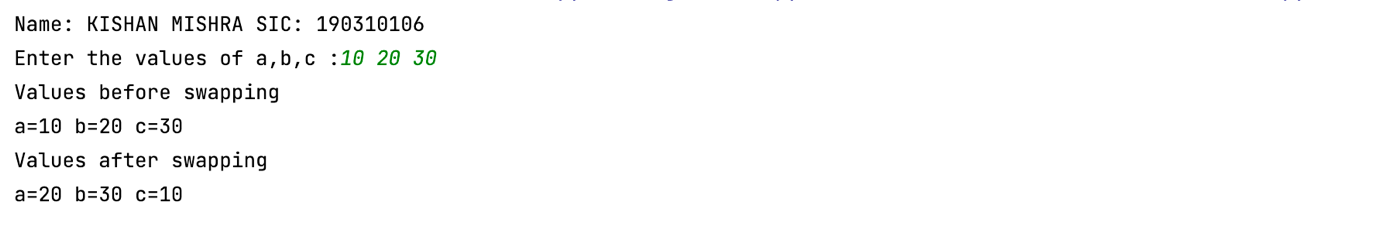 Name: KISHAN MISHRA SIC: 190310106
Enter the values of a,b,c :10 20 30
Values before swapping
a=10 b=20 c=30
Values after swapping
a=20 b=30 c=10